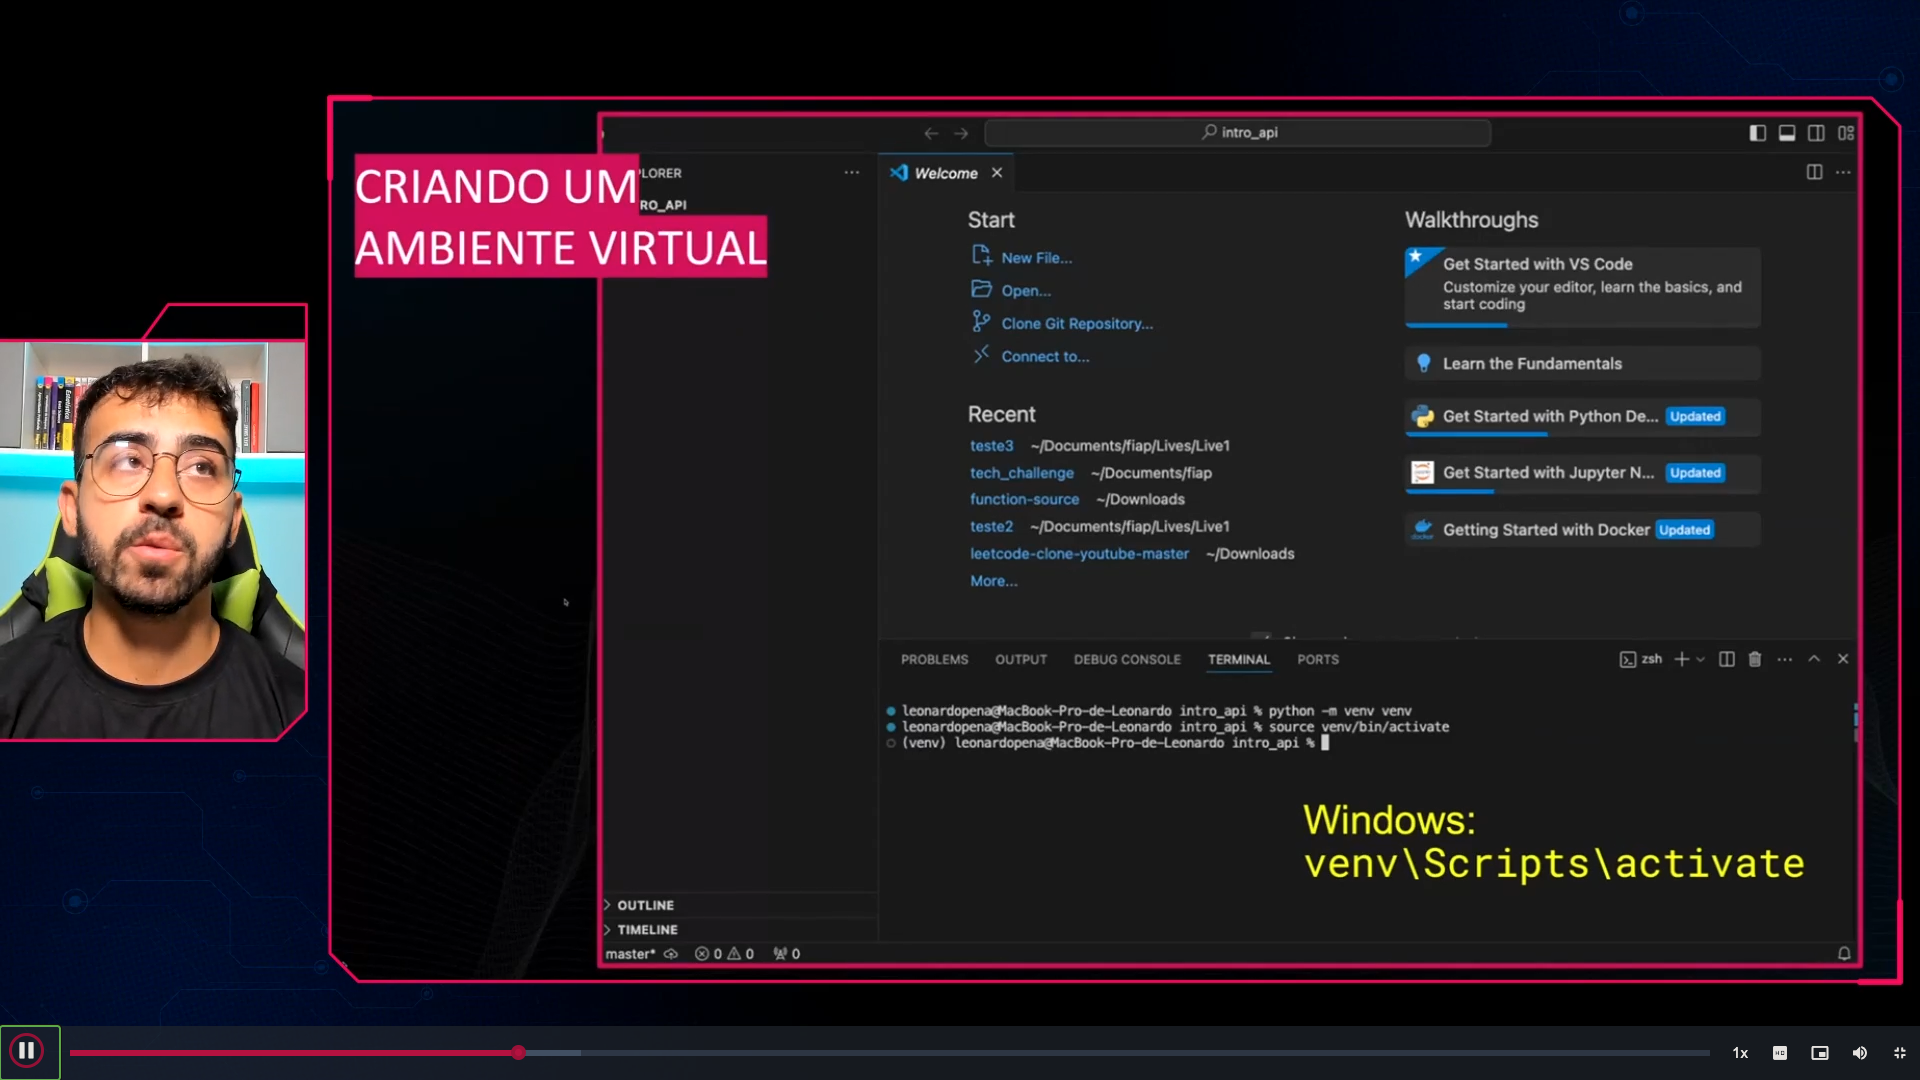 intro_api
CRIANDO UM
AMBIENTE VIRTUAL
PLORER
RO_API
Welcome
Start
New File...
Open...
Clone Git Repository...
Connect to...
Recent
teste3 ~/Documents/fiap/Lives/Live1
tech_challenge ~/Documents/fiap
function-source ~/Downloads
teste2 ~/Documents/fiap/Lives/Live1
leetcode-clone-youtube-master ~/Downloads
More...
Walkthroughs
Get Started with VS Code
Customize your editor, learn the basics, and
start coding
Learn the Fundamentals
Get Started with Python De... Updated
Get Started with Jupyter N... Updated
Getting Started with Docker Updated
PROBLEMS OUTPUT DEBUG CONSOLE TERMINAL PORTS
zsh
leonardopena@MacBook-Pro-de-Leonardo intro_api % python -m venv venv
leonardopena@MacBook-Pro-de-Leonardo intro_api % source venv/bin/activate
(venv) leonardopena@MacBook-Pro-de-Leonardo intro_api %
Windows:
venv\Scripts\activate
OUTLINE
TIMELINE
master* 0 0 0
1x